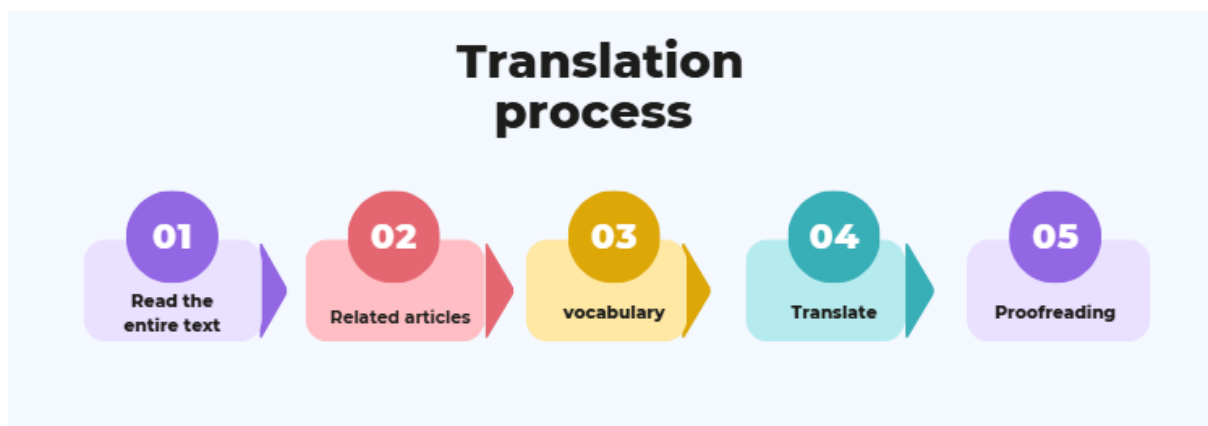 Translation
process
01
Read the
entire text
02
Related articles
03
vocabulary
04
Translate
05
Proofreading